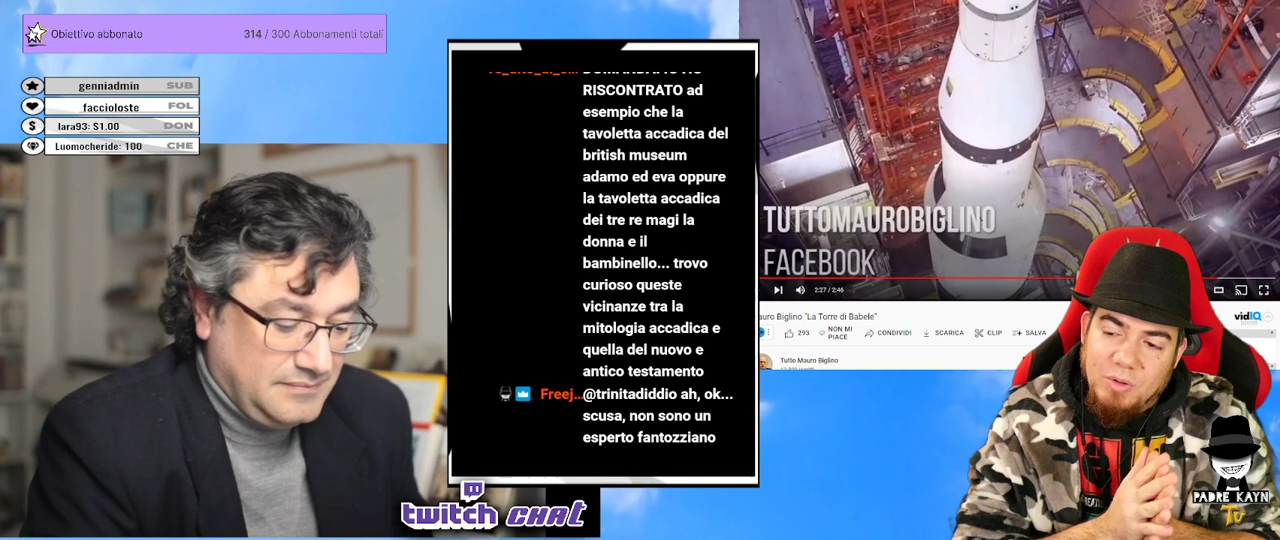 Obiettivo abbonato 314 / 300 Abbonamenti totali
genniadmin SUB
faccioloste FOL
lara93: $1.00 DON
Luomocheride: 100 CHE
RISCONTRATO ad
esempio che la
tavoletta accadica del
british museum
adamo ed eva oppure
la tavoletta accadica
dei tre re magi la
donna e il
bambinello... trovo
curioso queste
vicinanze tra la
mitologia accadica e
quella del nuovo e
antico testamento
Freej... @trinitadiddio ah, ok...
scusa, non sono un
esperto fantozziano
twitch CHAT
TUTTOMAUROBIGLINO
FACEBOOK
2:27 / 2:46
auro Biglino "La Torre di Babele"
vidIQ
293 NON MI PIACE CONDIVIDI SCARICA CLIP SALVA
Tutto Mauro Biglino
PADRE KAYN
TV